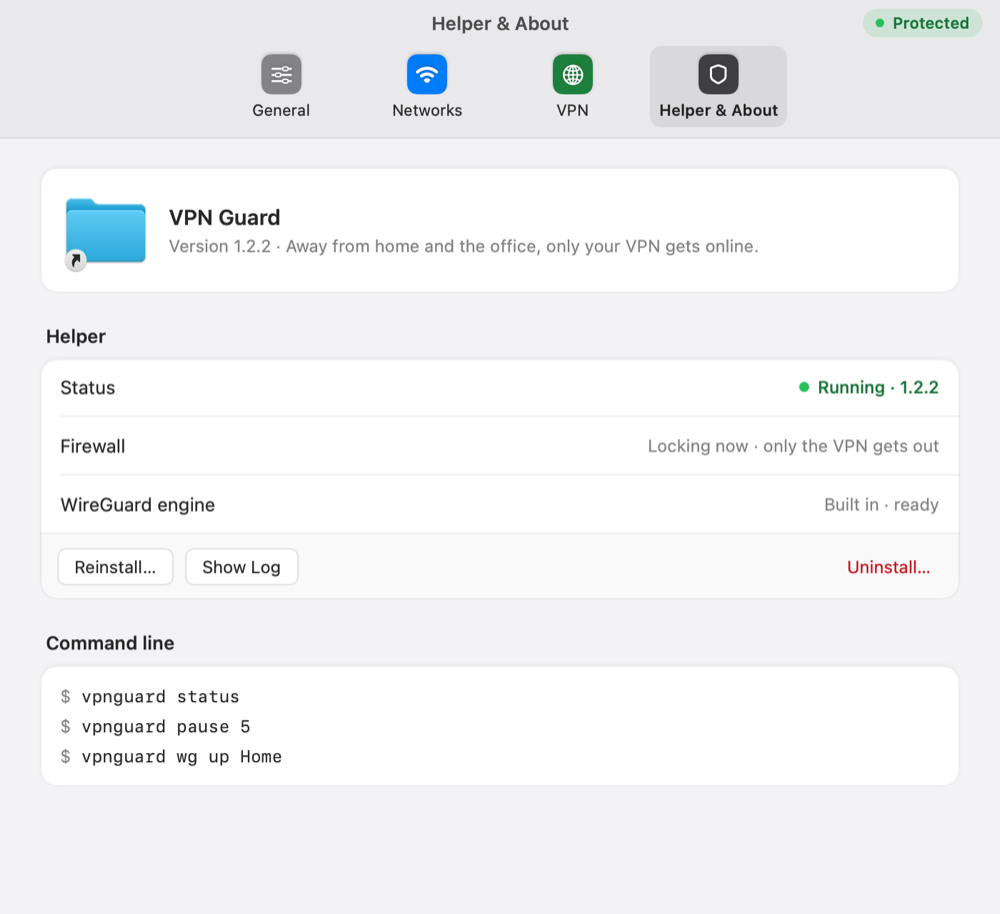 Helper & About
Protected
General
Networks
VPN
Helper & About
VPN Guard
Version 1.2.2 · Away from home and the office, only your VPN gets online.
Helper
Status
Running · 1.2.2
Firewall
Locking now · only the VPN gets out
WireGuard engine
Built in · ready
Reinstall...
Show Log
Uninstall...
Command line
$ vpnguard status
$ vpnguard pause 5
$ vpnguard wg up Home